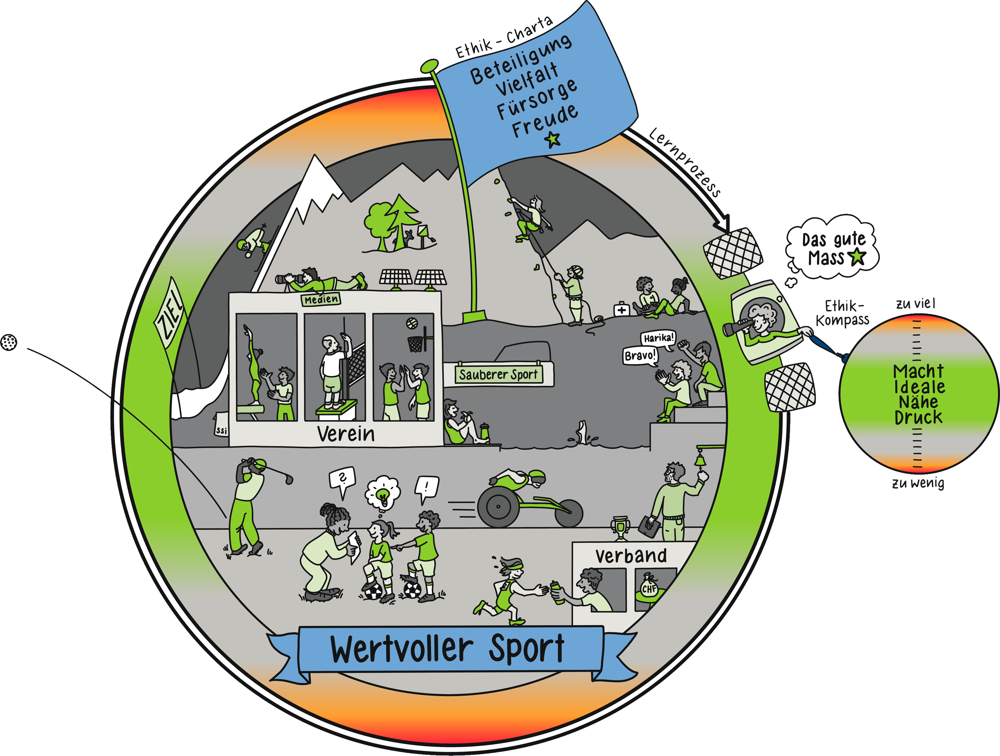 Ethik - Charta
Beteiligung
Vielfalt
Fürsorge
Freude
Lernprozess
Das gute
Mass
Ethik-
Kompass
zu viel
Macht
Ideale
Nähe
Druck
zu wenig
ZIEL
Medien
Harika!
Bravo!
Sauberer Sport
ssi
Verein
?
!
Verband
CHF
Wertvoller Sport